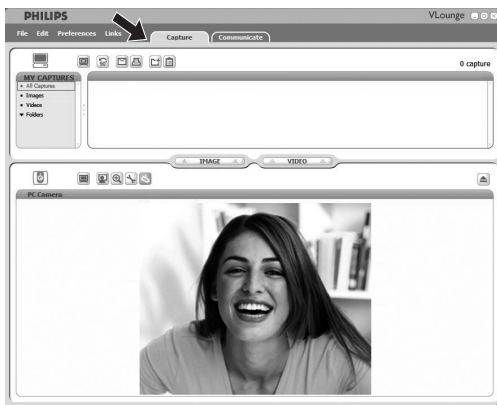 PHILIPS
VLounge
File Edit Preferences Links
Capture
Communicate
0 capture
MY CAPTURES
All Captures
Images
Videos
Folders
IMAGE
VIDEO
PC Camera